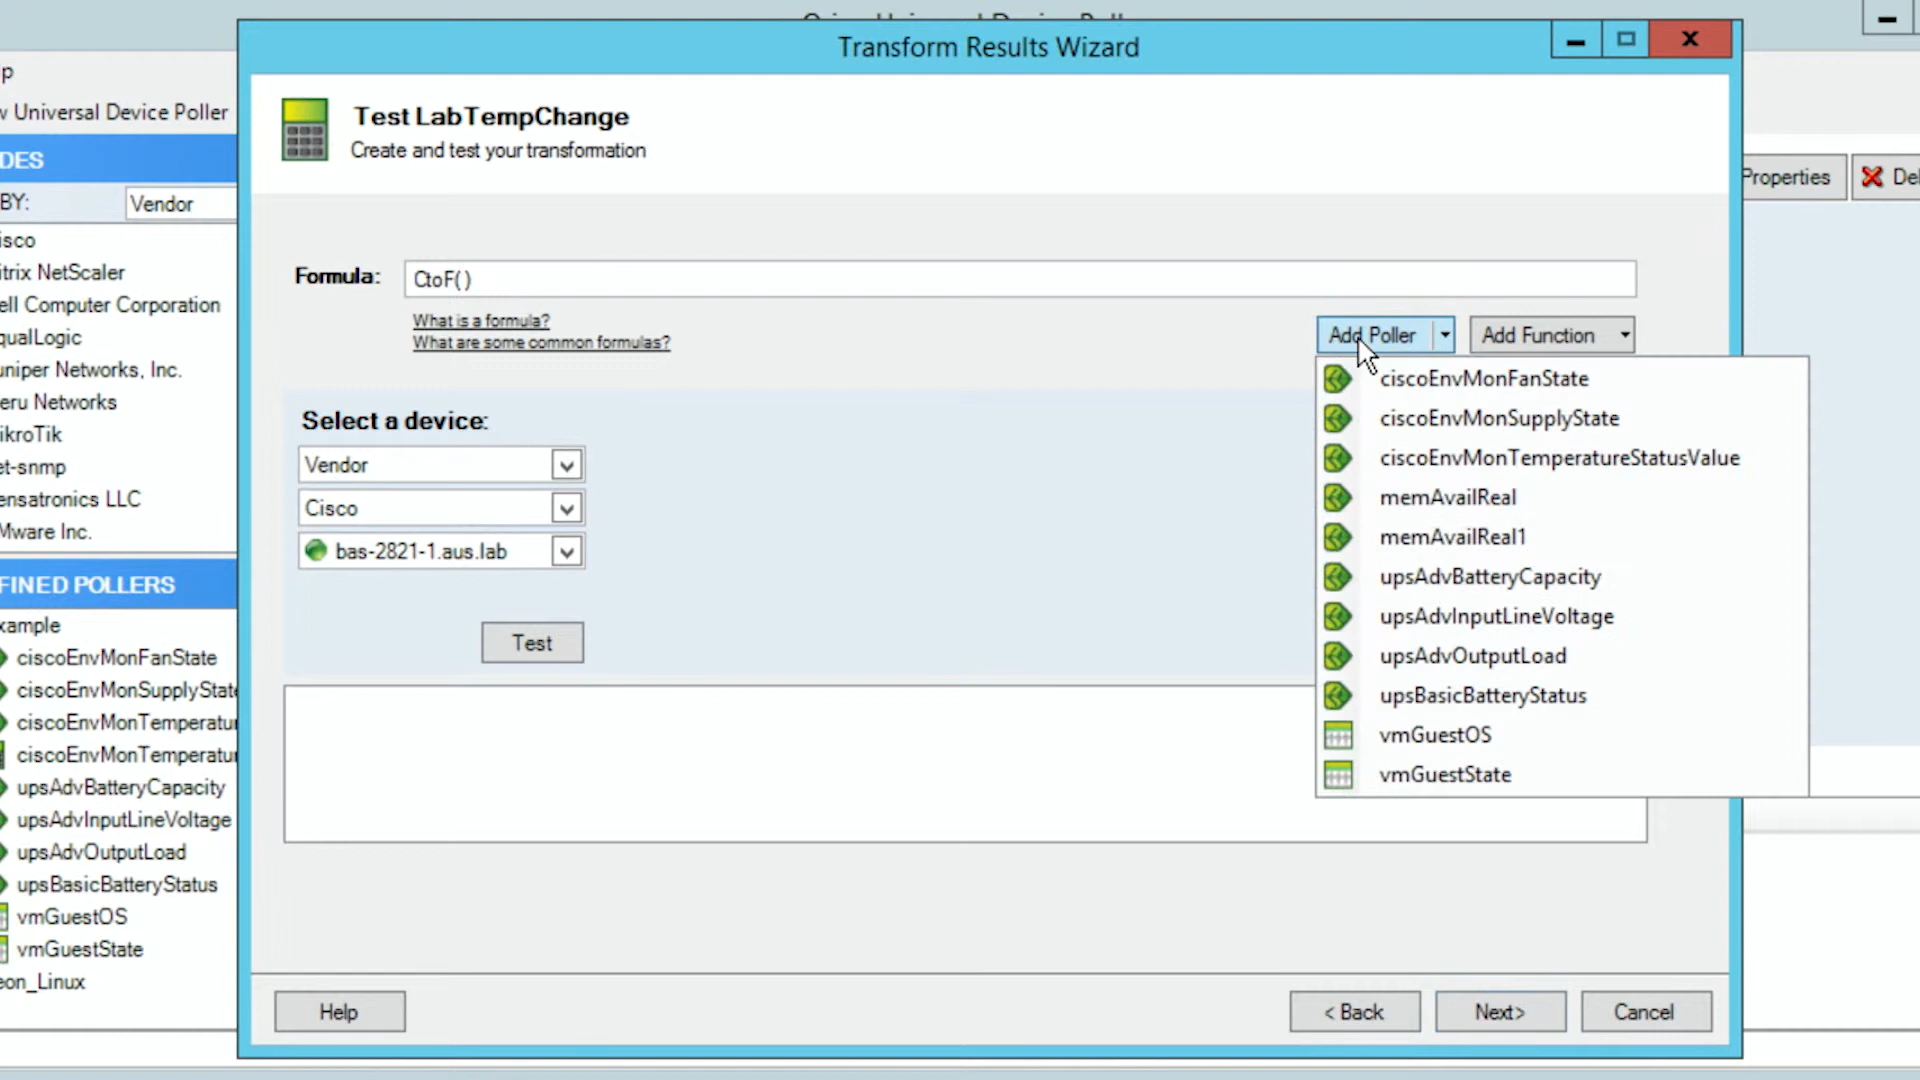 Transform Results Wizard
p
w Universal Device Poller
DES
BY:
Vendor
isco
itrix NetScaler
ell Computer Corporation
qualLogic
uniper Networks, Inc.
eru Networks
ikroTik
et-snmp
ensatronics LLC
Mware Inc.
FINED POLLERS
xample
ciscoEnvMonFanState
ciscoEnvMonSupplyState
ciscoEnvMonTemperatur
ciscoEnvMonTemperatur
upsAdvBatteryCapacity
upsAdvInputLineVoltage
upsAdvOutputLoad
upsBasicBatteryStatus
vmGuestOS
vmGuestState
eon_Linux
Test LabTempChange
Create and test your transformation
Properties
Del
Formula:
CtoF()
What is a formula?
What are some common formulas?
Add Poller
Add Function
Select a device:
Vendor
Cisco
bas-2821-1.aus.lab
Test
ciscoEnvMonFanState
ciscoEnvMonSupplyState
ciscoEnvMonTemperatureStatusValue
memAvailReal
memAvailReal1
upsAdvBatteryCapacity
upsAdvInputLineVoltage
upsAdvOutputLoad
upsBasicBatteryStatus
vmGuestOS
vmGuestState
Help
< Back
Next>
Cancel